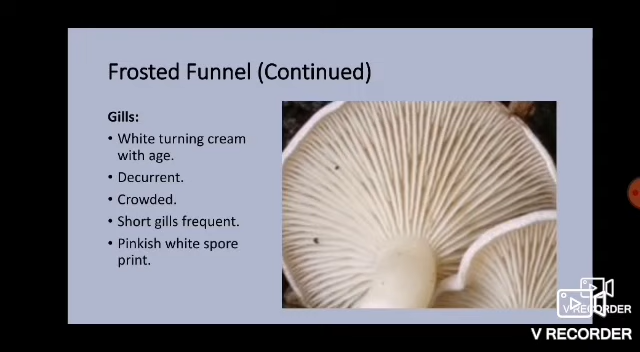 Frosted Funnel (Continued)
Gills:
• White turning cream
with age.
• Decurrent.
• Crowded.
• Short gills frequent.
• Pinkish white spore
print.
V RECORDER
V RECORDER